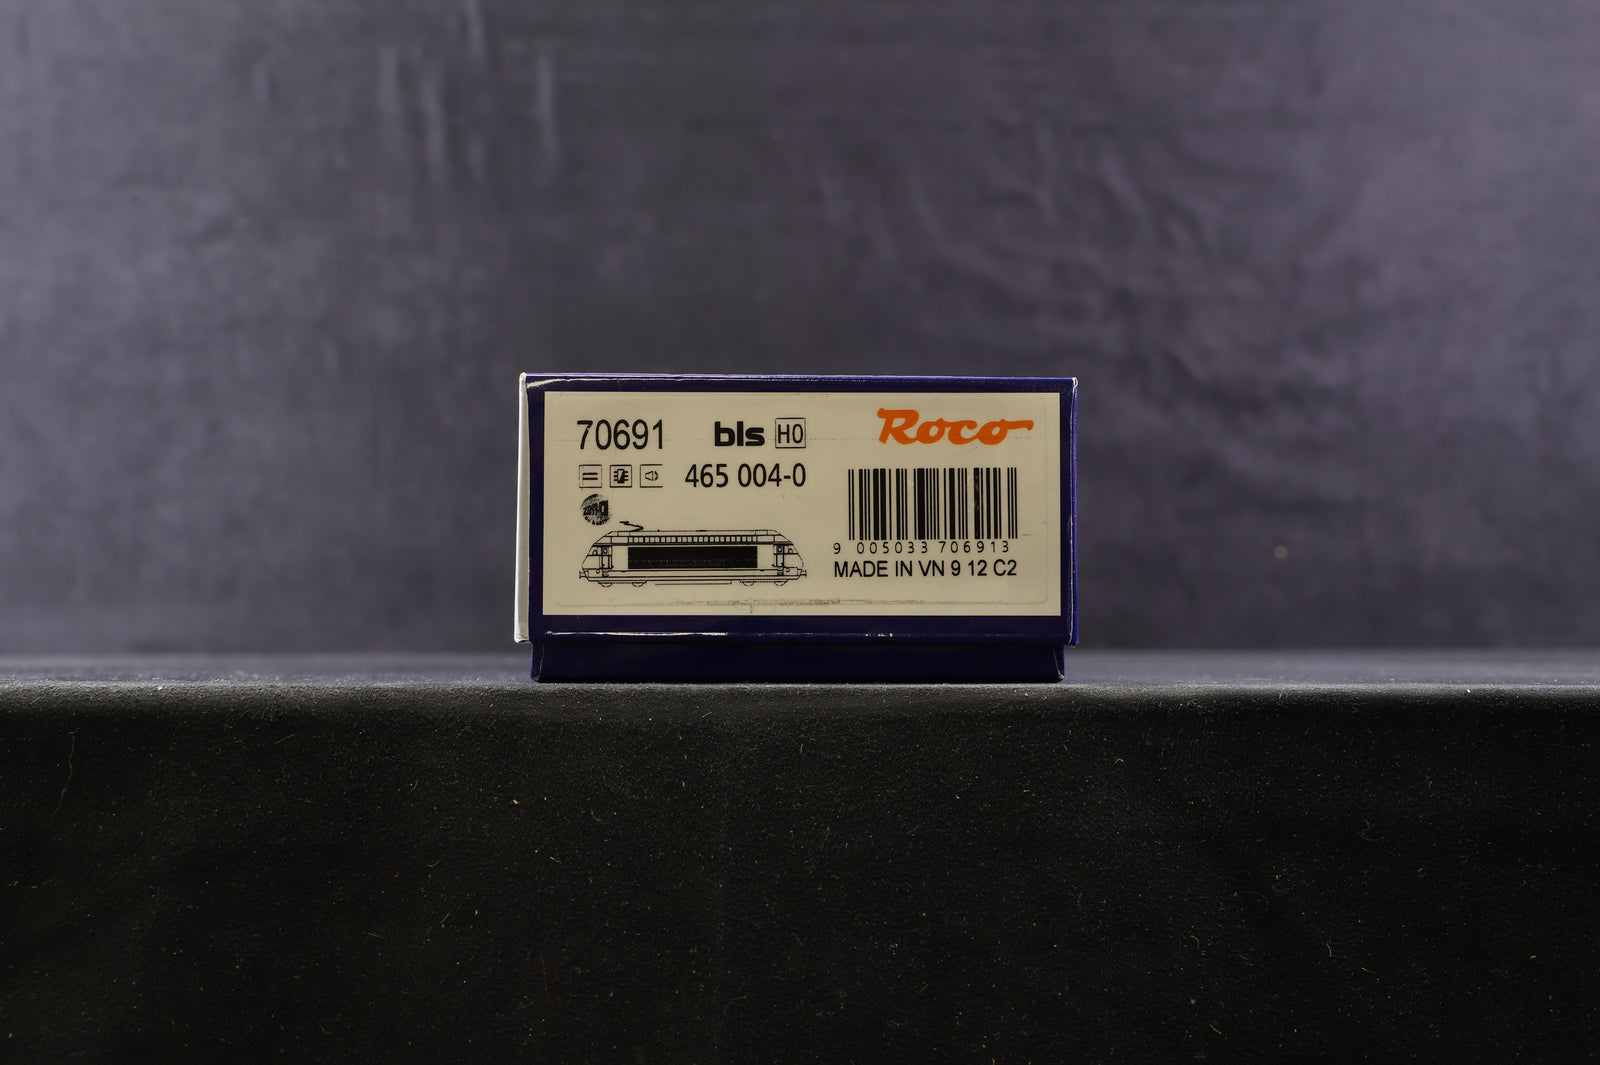 70691 bls H0 Roco
465 004-0
9 005033 706913
MADE IN VN 9 12 C2